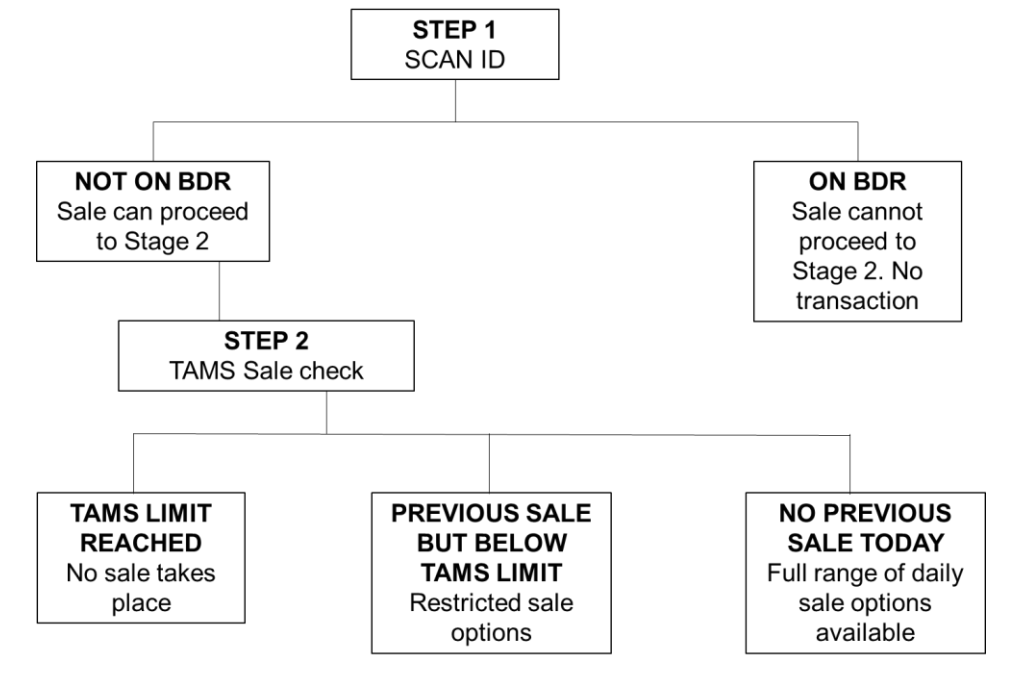 STEP 1
SCAN ID
NOT ON BDR
Sale can proceed
to Stage 2
ON BDR
Sale cannot
proceed to
Stage 2. No
transaction
STEP 2
TAMS Sale check
TAMS LIMIT
REACHED
No sale takes
place
PREVIOUS SALE
BUT BELOW
TAMS LIMIT
Restricted sale
options
NO PREVIOUS
SALE TODAY
Full range of daily
sale options
available